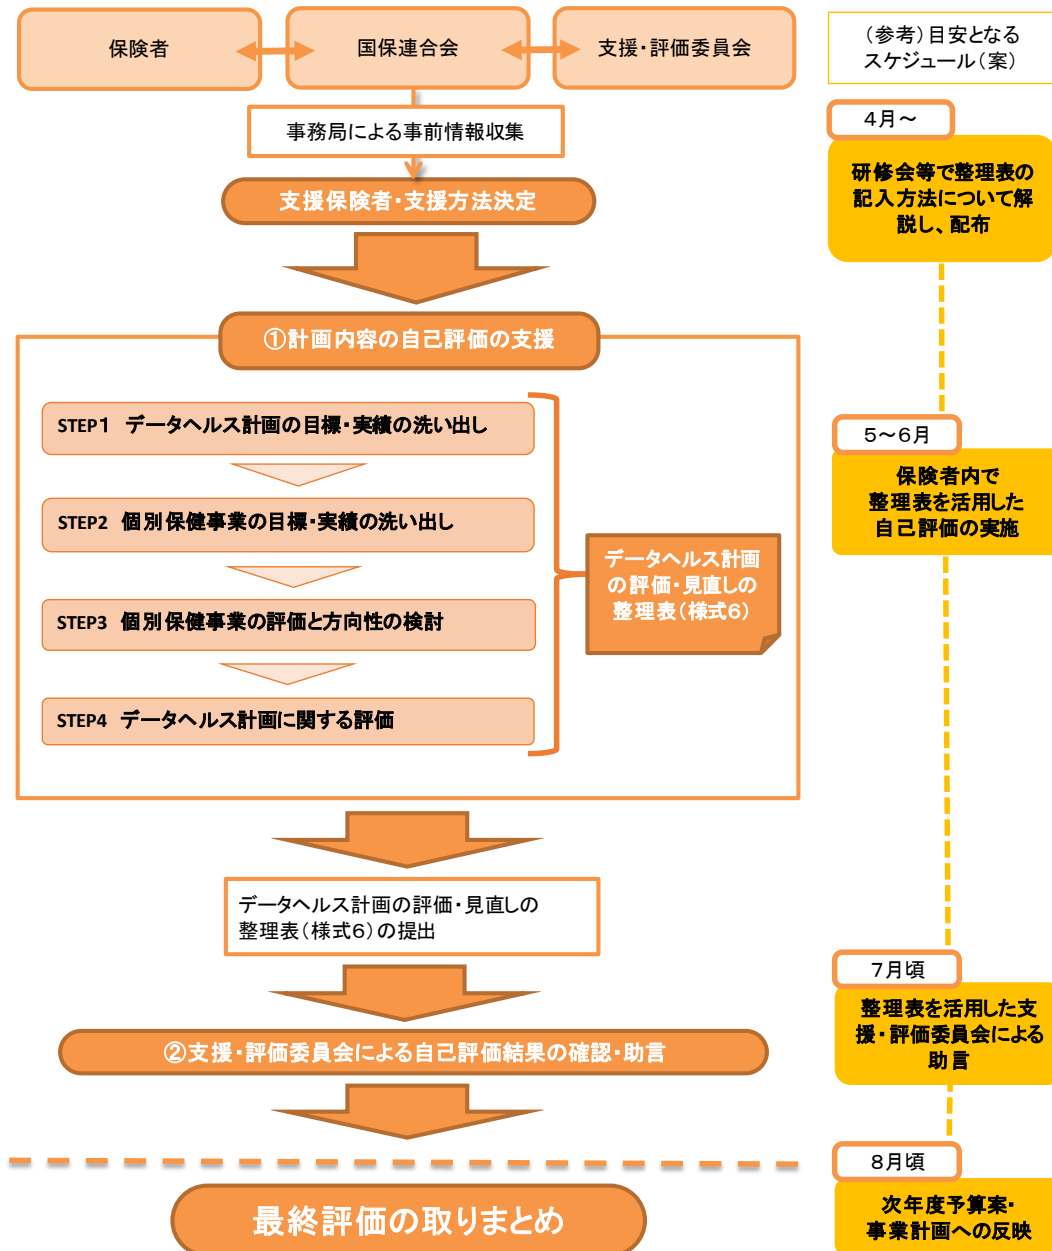 保険者
国保連合会
支援・評価委員会
事務局による事前情報収集
支援保険者・支援方法決定
①計画内容の自己評価の支援
STEP1 データヘルス計画の目標・実績の洗い出し
STEP2 個別保健事業の目標・実績の洗い出し
STEP3 個別保健事業の評価と方向性の検討
STEP4 データヘルス計画に関する評価
データヘルス計画
の評価・見直しの
整理表(様式6)
データヘルス計画の評価・見直しの
整理表(様式6)の提出
②支援・評価委員会による自己評価結果の確認・助言
最終評価の取りまとめ
(参考)目安となる
スケジュール(案)
4月～
研修会等で整理表の
記入方法について解
説し、配布
5～6月
保険者内で
整理表を活用した
自己評価の実施
7月頃
整理表を活用した支
援・評価委員会による
助言
8月頃
次年度予算案・
事業計画への反映